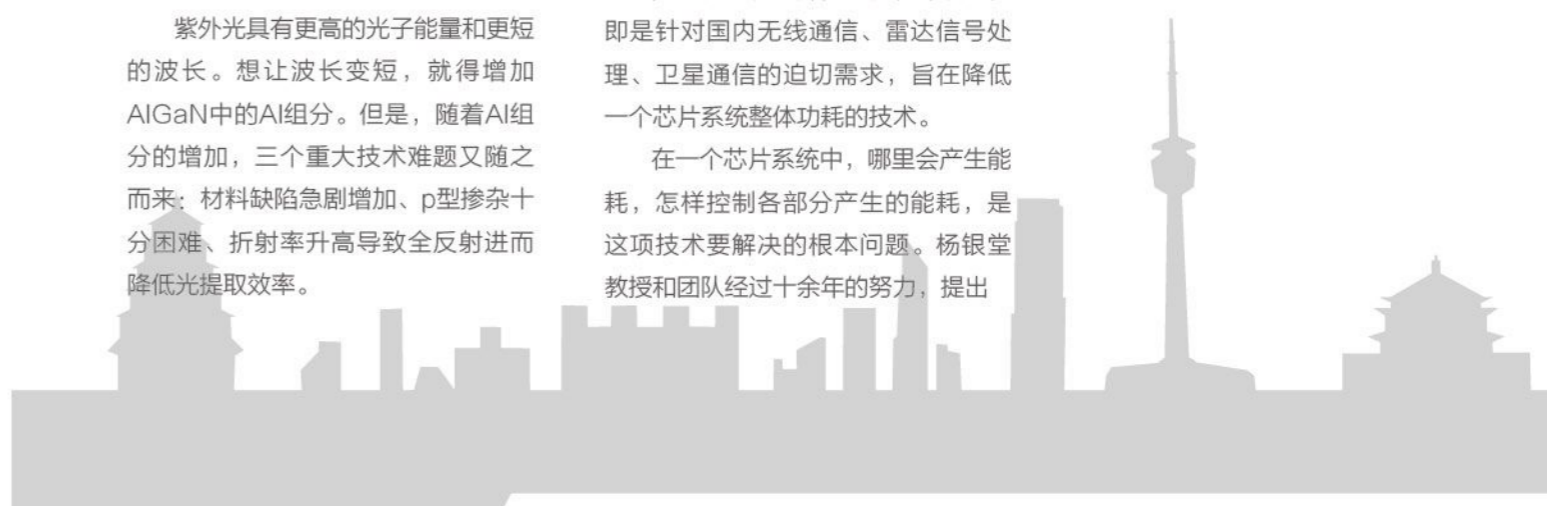 紫外光具有更高的光子能量和更短
的波长。想让波长变短，就得增加
AlGaN中的Al组分。但是，随着Al组
分的增加，三个重大技术难题又随之
而来：材料缺陷急剧增加、p型掺杂十
分困难、折射率升高导致全反射进而
降低光提取效率。
即是针对国内无线通信、雷达信号处
理、卫星通信的迫切需求，旨在降低
一个芯片系统整体功耗的技术。
在一个芯片系统中，哪里会产生能
耗，怎样控制各部分产生的能耗，是
这项技术要解决的根本问题。杨银堂
教授和团队经过十余年的努力，提出